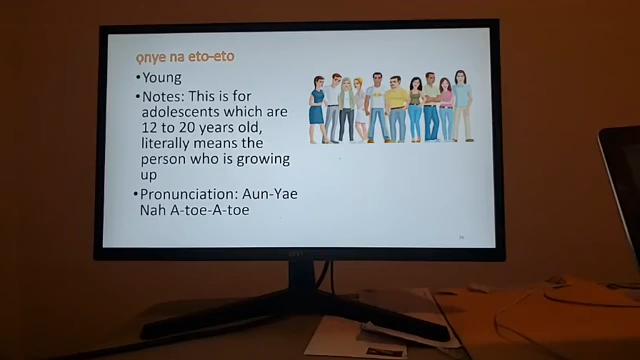 ọnye na eto-eto
•Young
•Notes: This is for
adolescents which are
12 to 20 years old,
literally means the
person who is growing
up
•Pronunciation: Aun-Yae
Nah A-toe-A-toe